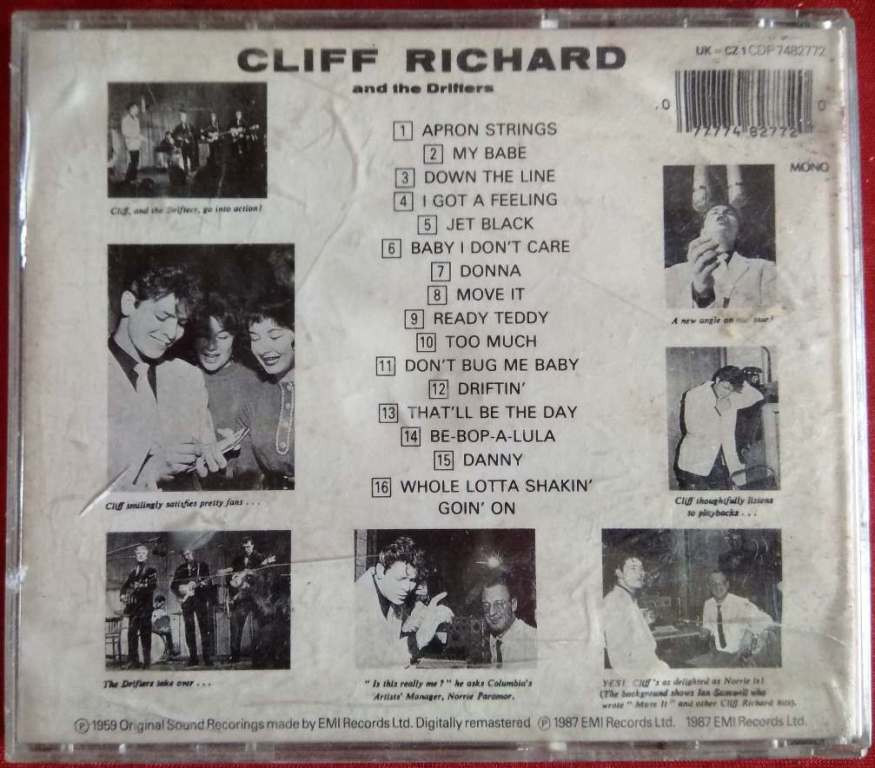 CLIFF RICHARD
and the Drifters
UK - CZ 1 CDP 7482772
0 77774 82772 0
MONO
1 APRON STRINGS
2 MY BABE
3 DOWN THE LINE
4 I GOT A FEELING
5 JET BLACK
6 BABY I DON'T CARE
7 DONNA
8 MOVE IT
9 READY TEDDY
10 TOO MUCH
11 DON'T BUG ME BABY
12 DRIFTIN'
13 THAT'LL BE THE DAY
14 BE-BOP-A-LULA
15 DANNY
16 WHOLE LOTTA SHAKIN'
GOIN' ON
Cliff, and the Drifters, go into action!
Cliff smilingly satisfies pretty fans . . .
A new angle on
Cliff thoughtfully listens
to playbacks . . .
The Drifters take over . . .
"Is this really me?" he asks Columbia's
Artists' Manager, Norrie Paramor.
YES! Cliff's as delighted as Norrie is!
(The background shows Ian Samwell who
wrote "Move It" and other Cliff Richard hits).
℗ 1959 Original Sound Recorings made by EMI Records Ltd. Digitally remastered ℗ 1987 EMI Records Ltd. 1987 EMI Records Ltd.